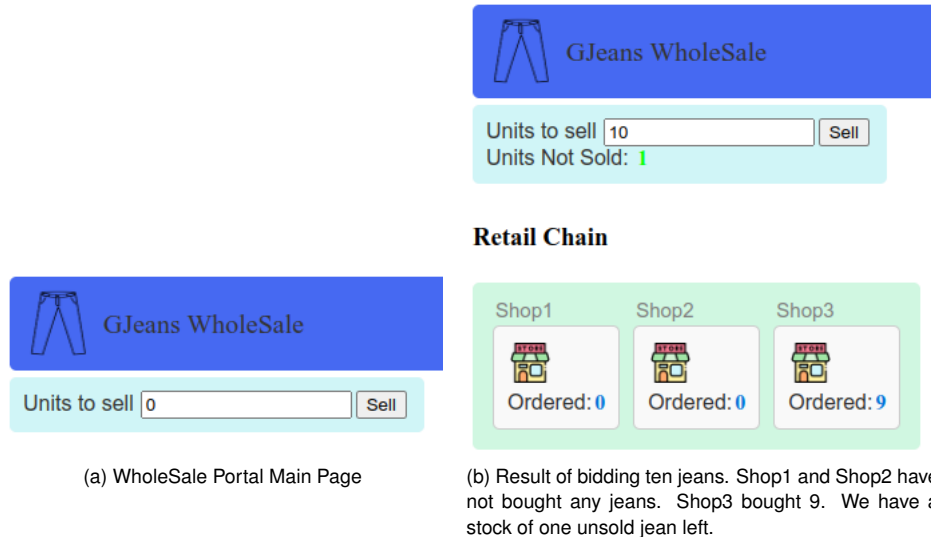 GJeans WholeSale
Units to sell 0 Sell
(a) WholeSale Portal Main Page
GJeans WholeSale
Units to sell 10 Sell
Units Not Sold: 1
Retail Chain
Shop1 Shop2 Shop3
STORE STORE STORE
Ordered: 0 Ordered: 0 Ordered: 9
(b) Result of bidding ten jeans. Shop1 and Shop2 have
not bought any jeans. Shop3 bought 9. We have a
stock of one unsold jean left.